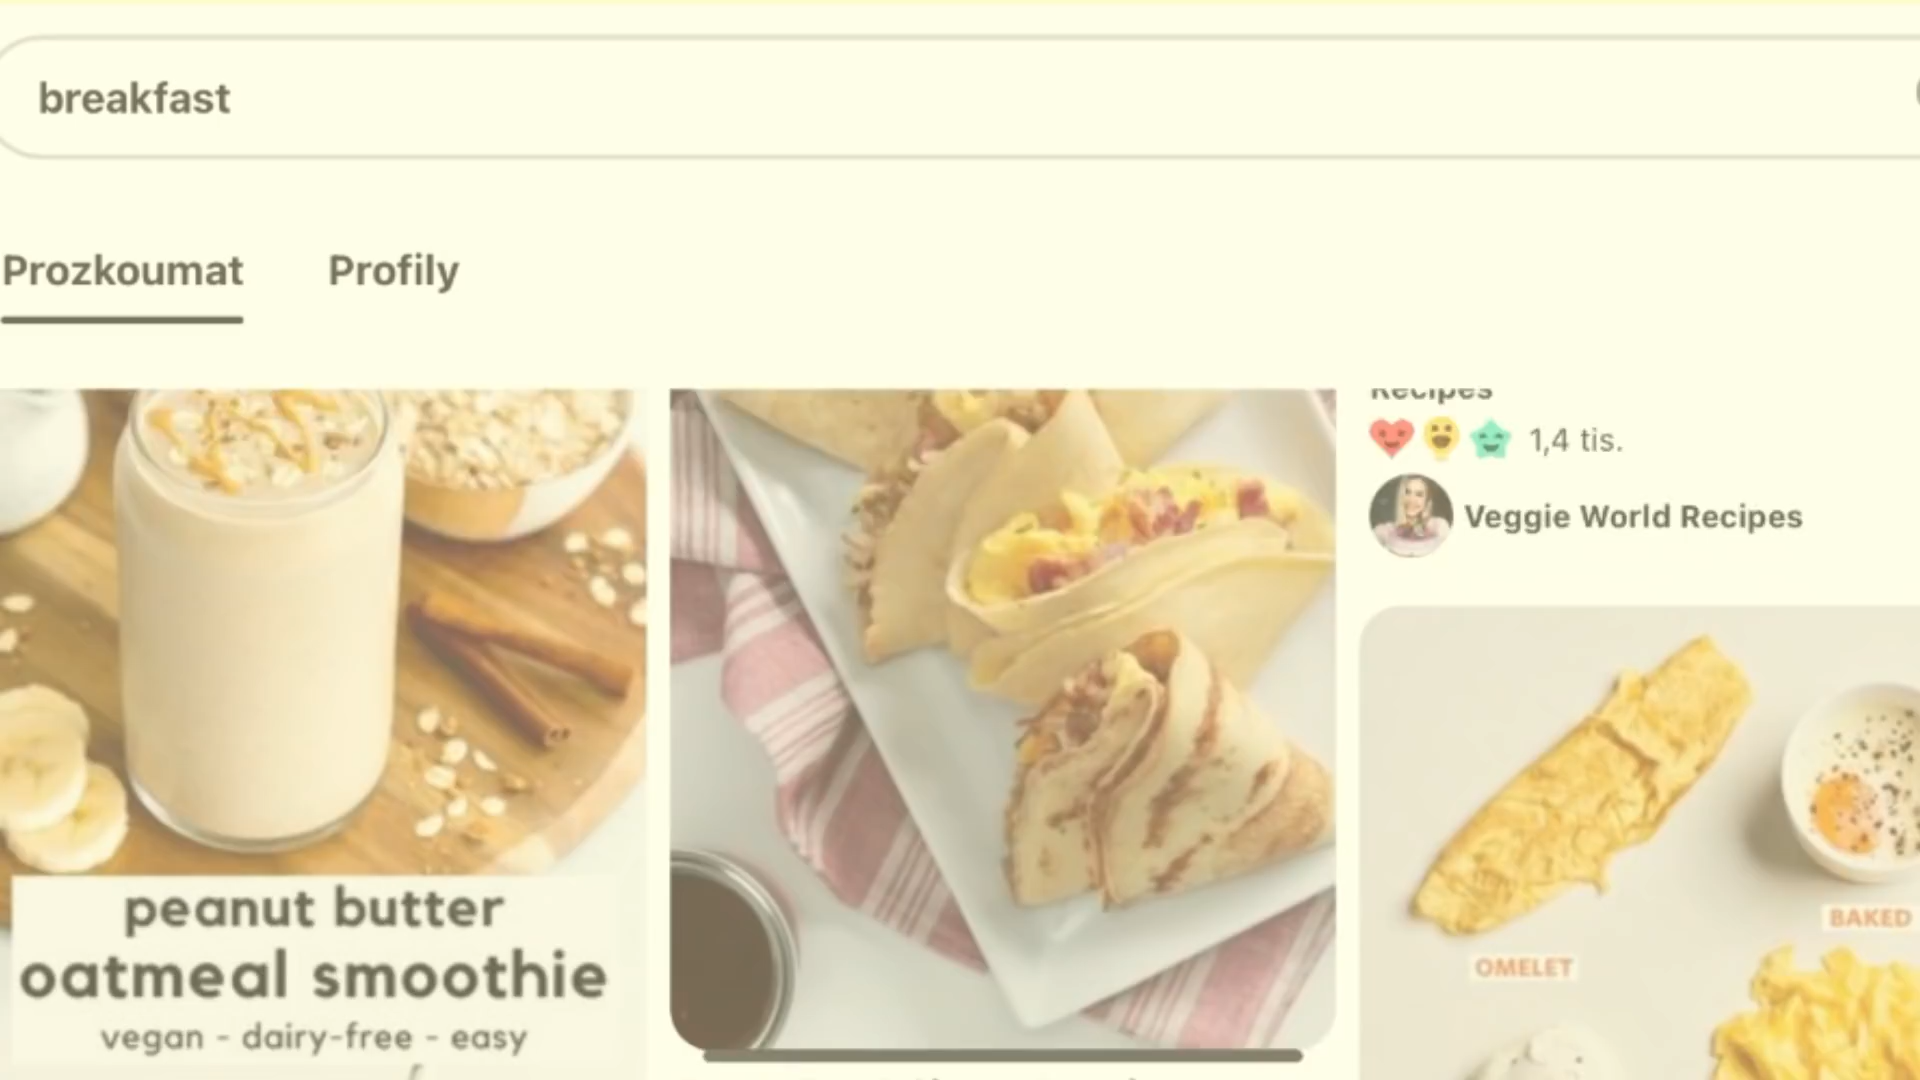 breakfast
Prozkoumat
Profily
Recipes
1,4 tis.
Veggie World Recipes
peanut butter
oatmeal smoothie
vegan - dairy-free - easy
BAKED
OMELET